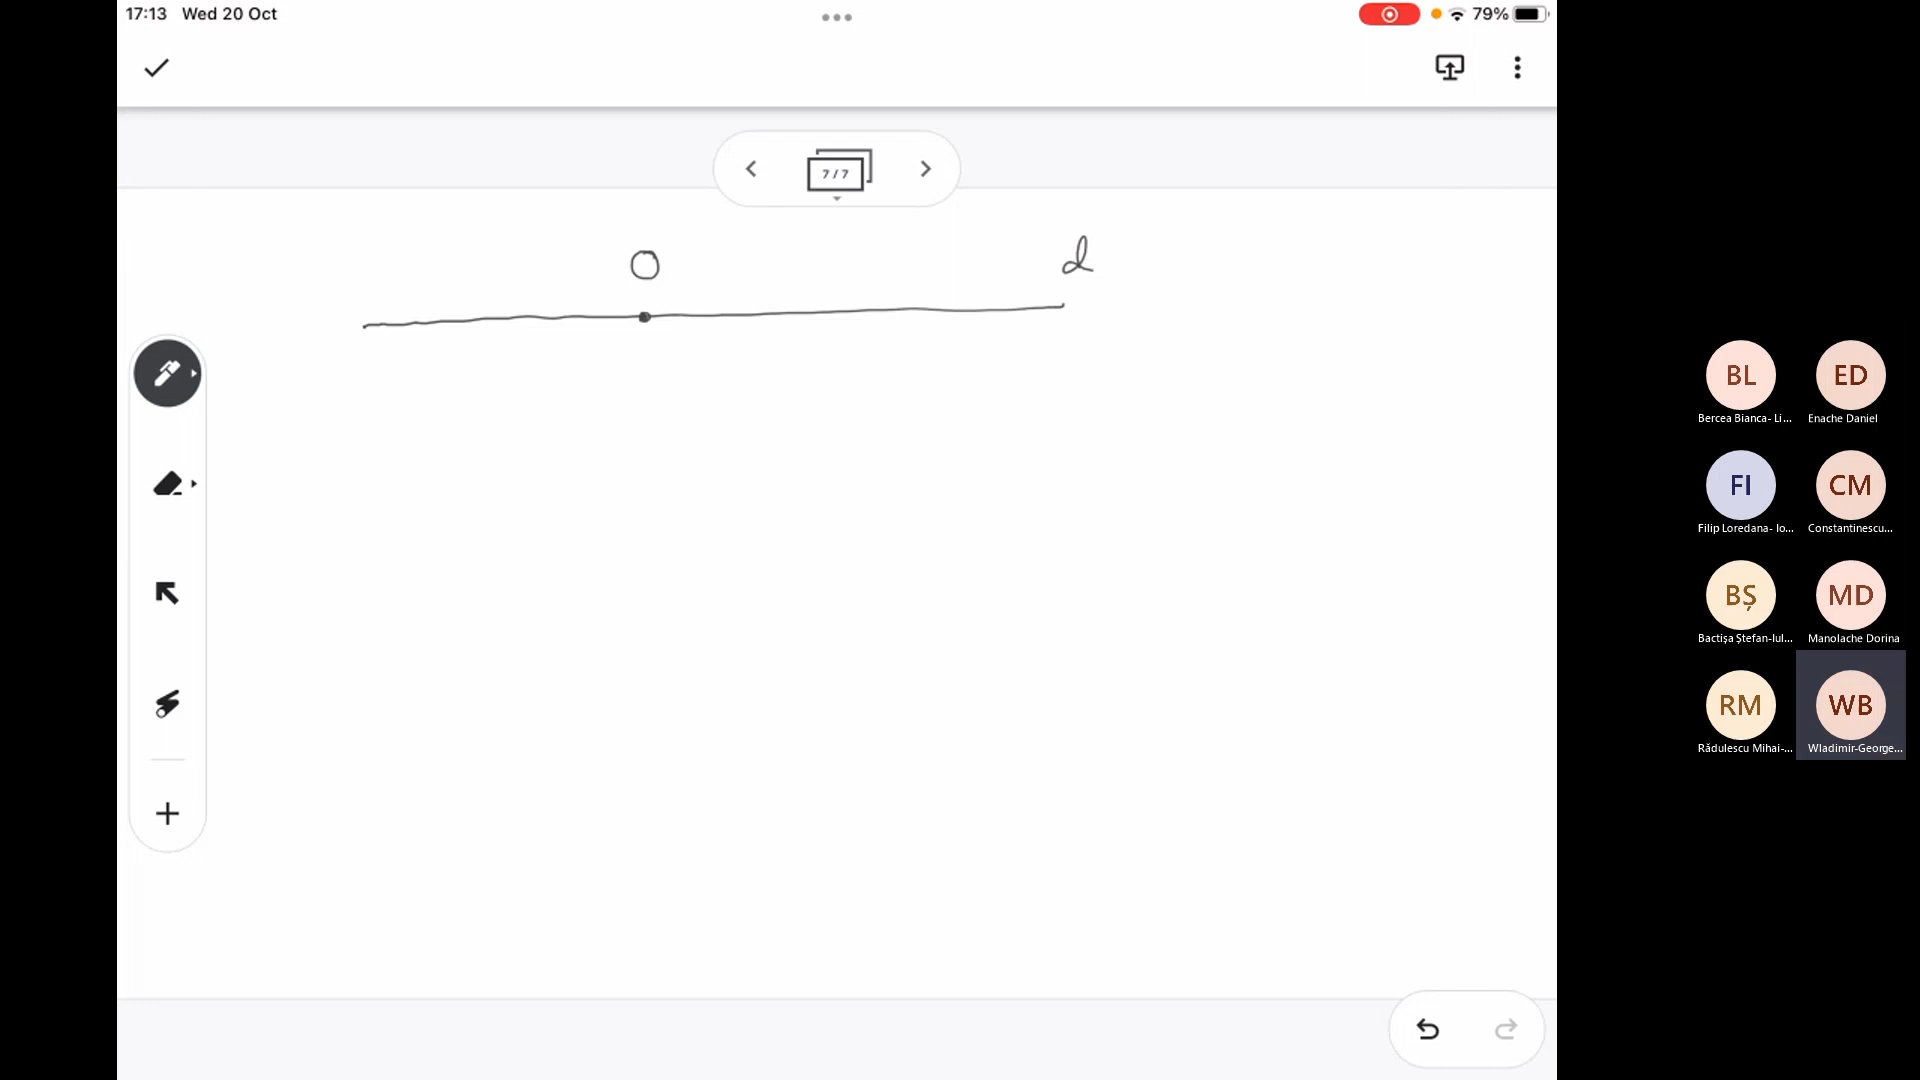 17:13 Wed 20 Oct
79%
7/7
O
d
BL
ED
Bercea Bianca- Li...
Enache Daniel
FI
CM
Filip Loredana- Io...
Constantinescu...
BȘ
MD
Bactișa Ștefan-Iul...
Manolache Dorina
RM
WB
Rădulescu Mihai-...
Wladimir-George...